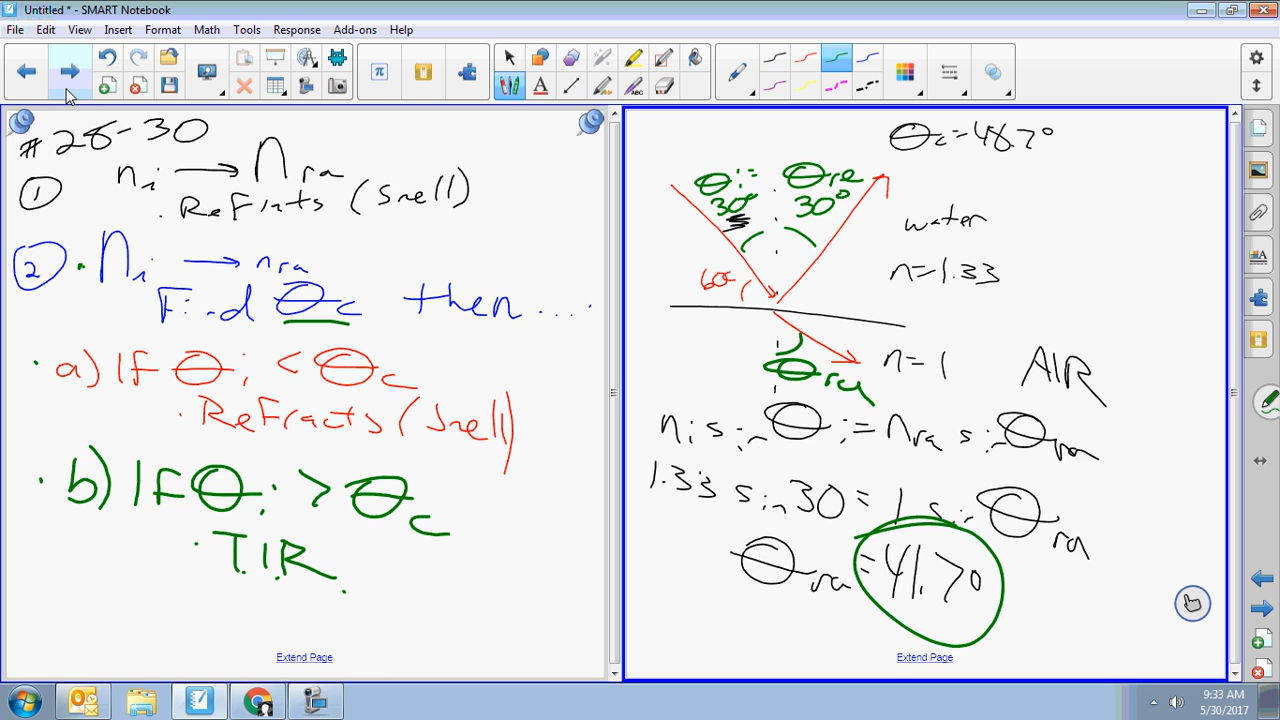 Untitled * - SMART Notebook
File Edit View Insert Format Math Tools Response Add-ons Help
#28-30
① ni → nra
. Refracts (Snell)
② . ni → nra
Find Θc then ....
. a) If Θi < Θc
. Refracts (Snell)
. b) If Θi > Θc
. T.I.R.
Extend Page
Θc = 48.7°
Θi = Θre
30° 30°
water
60° n = 1.33
n = 1 AIR
Θra
ni sin Θi = nra sin Θra
1.33 sin 30 = 1 sin Θra
Θra = 41.7°
Extend Page
9:33 AM
5/30/2017